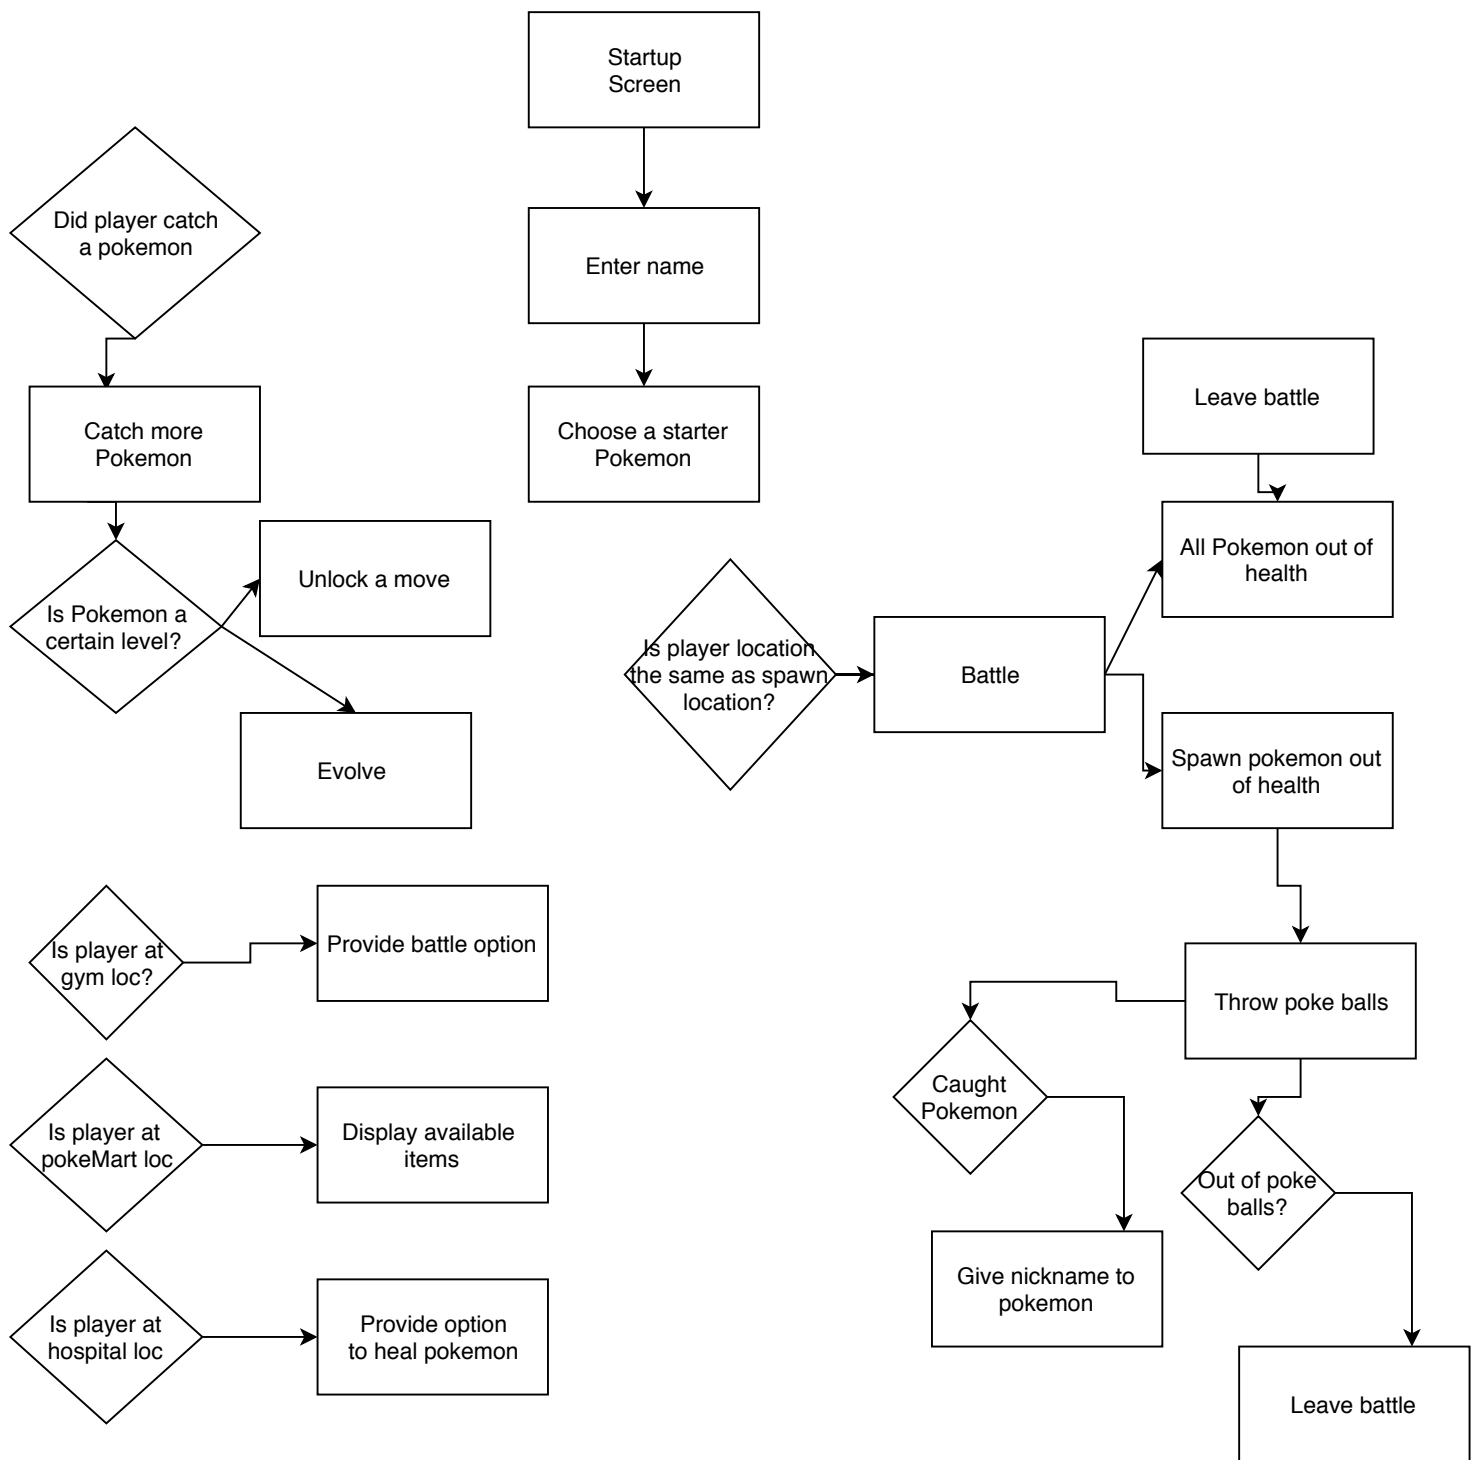 Startup
Screen
Did player catch
a pokemon
Enter name
Leave battle
Catch more
Pokemon
Choose a starter
Pokemon
All Pokemon out of
health
Unlock a move
Is Pokemon a
certain level?
Is player location
the same as spawn
location?
Battle
Evolve
Spawn pokemon out
of health
Is player at
gym loc?
Provide battle option
Throw poke balls
Caught
Pokemon
Is player at
pokeMart loc
Display available
items
Out of poke
balls?
Give nickname to
pokemon
Is player at
hospital loc
Provide option
to heal pokemon
Leave battle